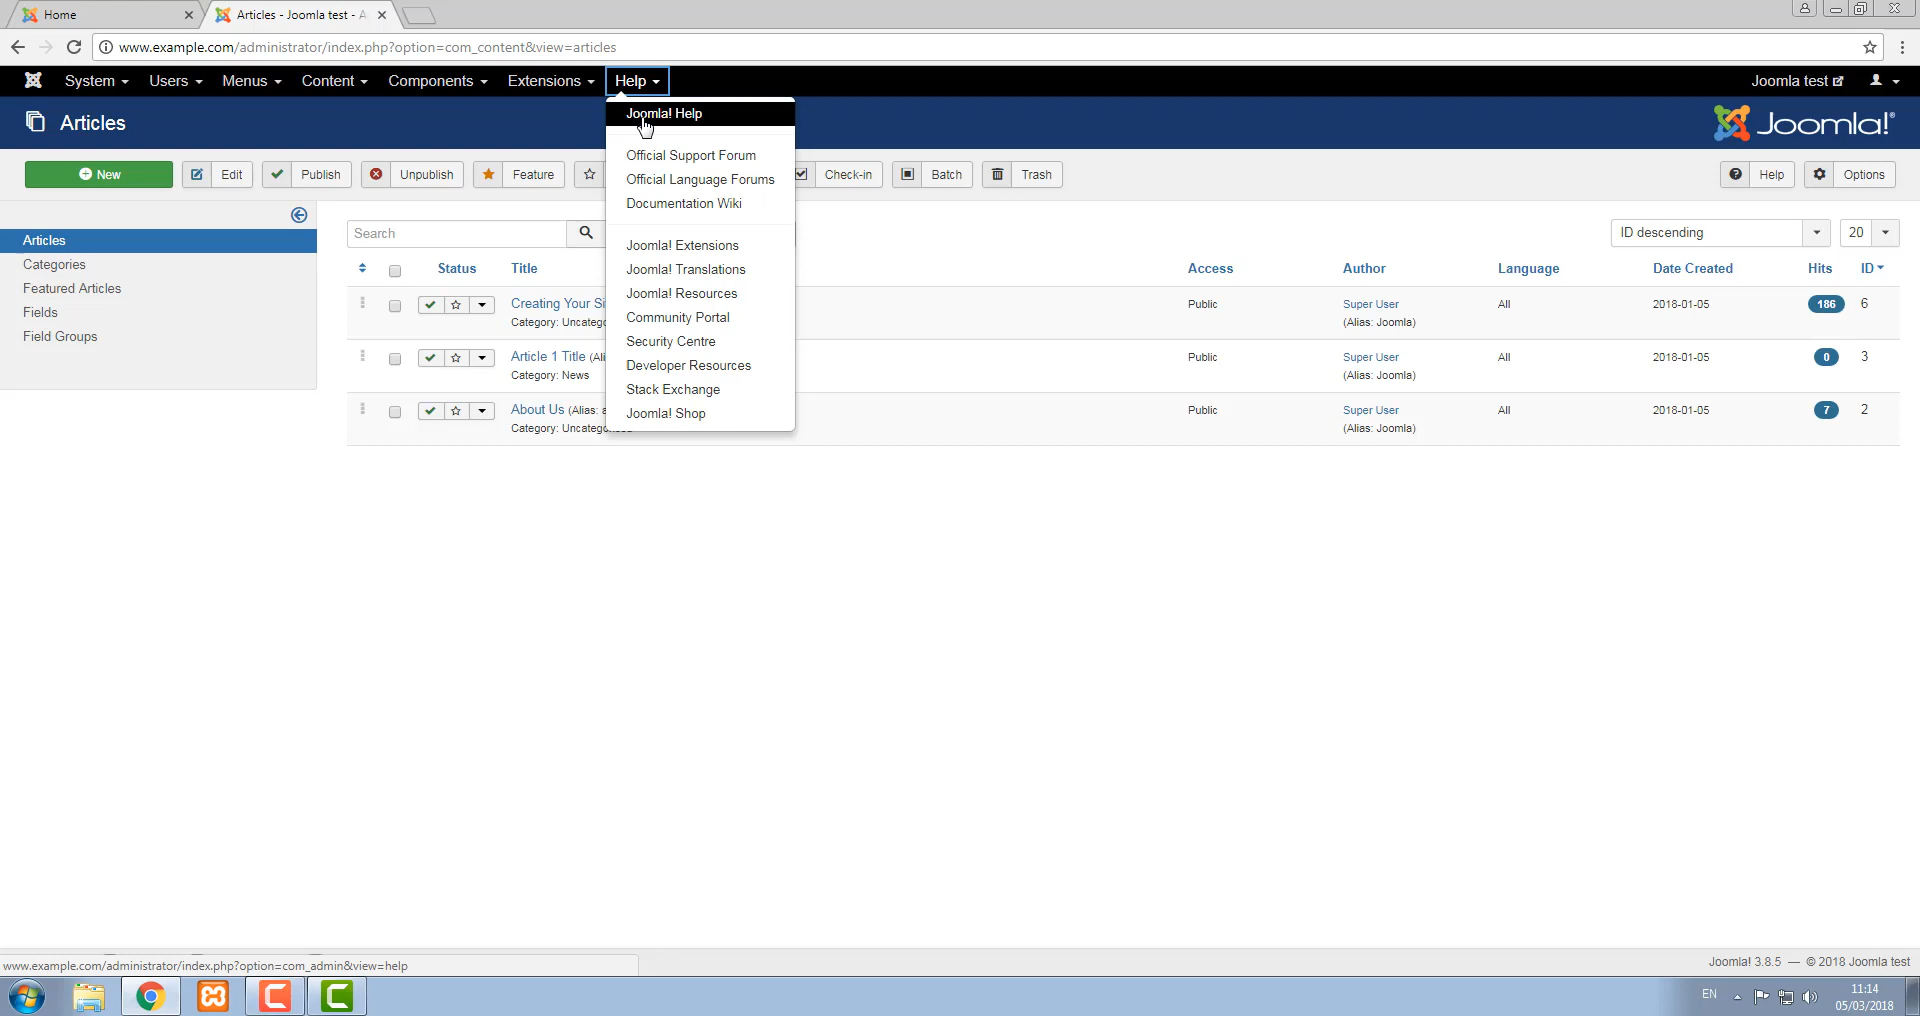 Home
Articles - Joomla test - A
www.example.com/administrator/index.php?option=com_content&view=articles
System Users Menus Content Components Extensions Help
Joomla test
Articles
Joomla!®
New Edit Publish Unpublish Feature Check-in Batch Trash Help Options
Joomla! Help
Official Support Forum
Official Language Forums
Documentation Wiki
Joomla! Extensions
Joomla! Translations
Joomla! Resources
Community Portal
Security Centre
Developer Resources
Stack Exchange
Joomla! Shop
Articles
Categories
Featured Articles
Fields
Field Groups
Search
ID descending 20
Status Title Access Author Language Date Created Hits ID
Creating Your Si Public Super User All 2018-01-05 186 6
Category: Uncatego (Alias: Joomla)
Article 1 Title (Ali Public Super User All 2018-01-05 0 3
Category: News (Alias: Joomla)
About Us (Alias: a Public Super User All 2018-01-05 7 2
Category: Uncatego (Alias: Joomla)
www.example.com/administrator/index.php?option=com_admin&view=help
Joomla! 3.8.5 — © 2018 Joomla test
EN
11:14
05/03/2018